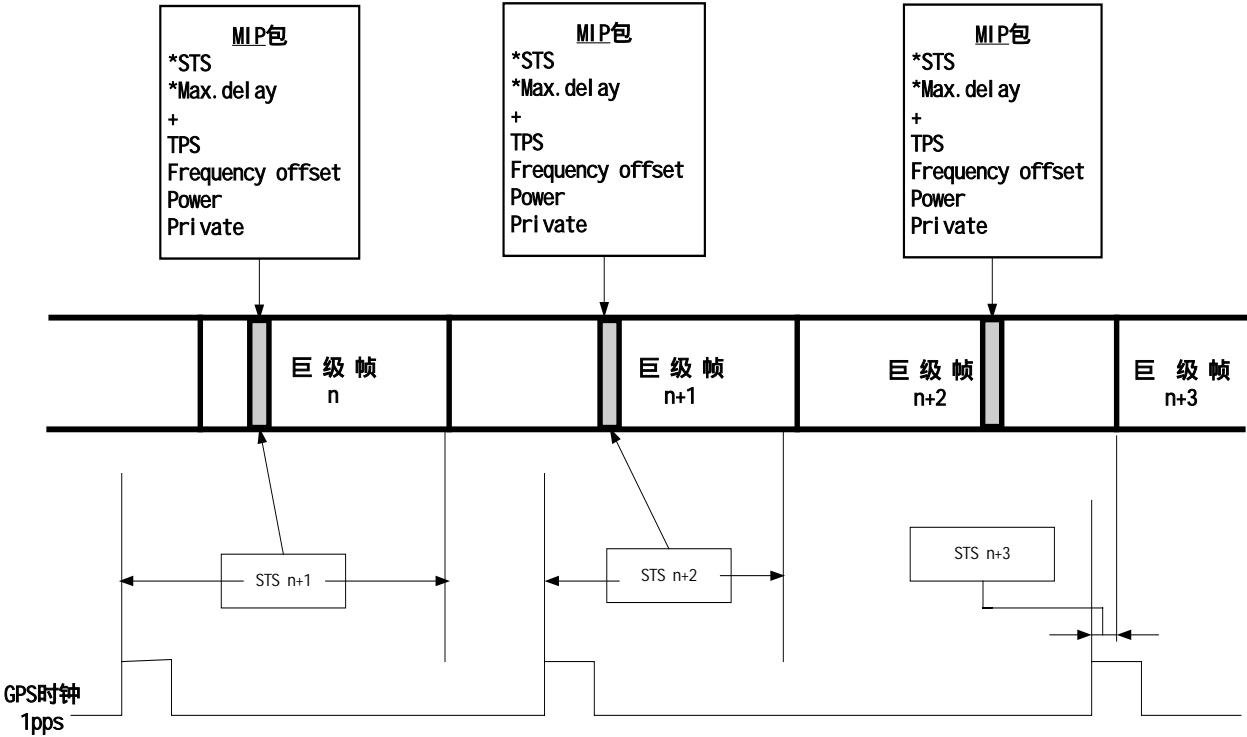 MIP包
*STS
*Max.delay
+
TPS
Frequency offset
Power
Private
MIP包
*STS
*Max.delay
+
TPS
Frequency offset
Power
Private
MIP包
*STS
*Max.delay
+
TPS
Frequency offset
Power
Private
巨 级 帧
n
巨 级 帧
n+1
巨 级 帧
n+2
巨 级 帧
n+3
STS n+1
STS n+2
STS n+3
GPS时钟
1pps